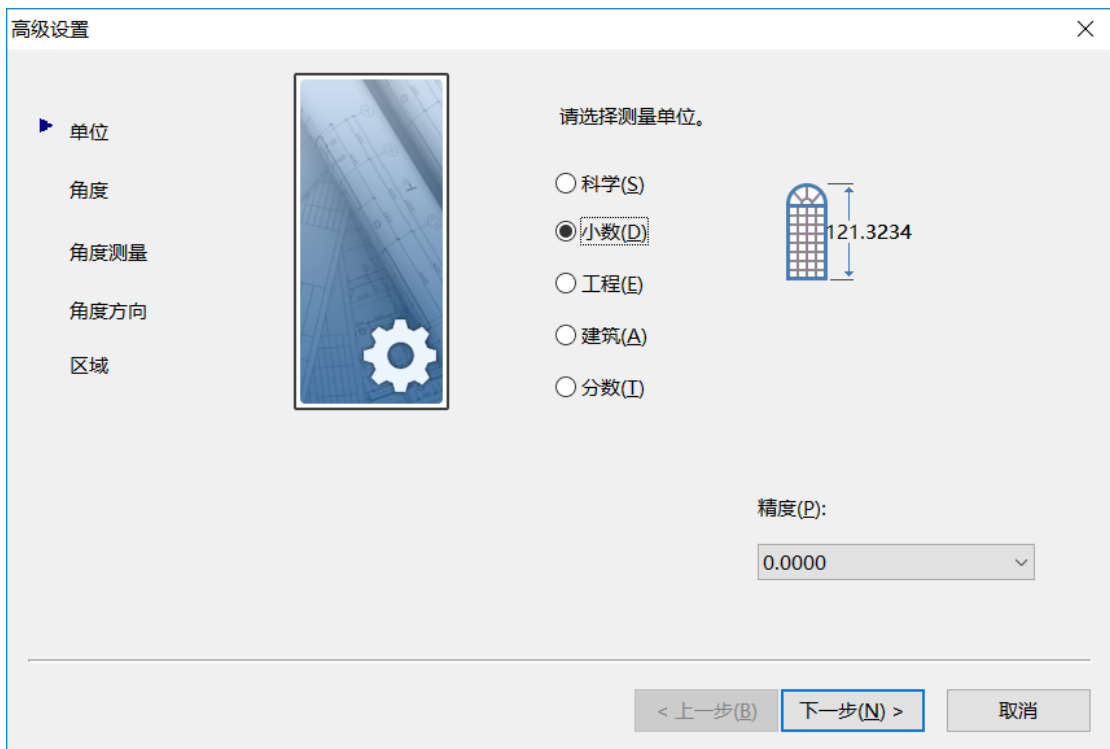 高级设置
单位
角度
角度测量
角度方向
区域
请选择测量单位。
科学(S)
小数(D)
工程(E)
建筑(A)
分数(T)
121.3234
精度(P):
0.0000
< 上一步(B)
下一步(N) >
取消